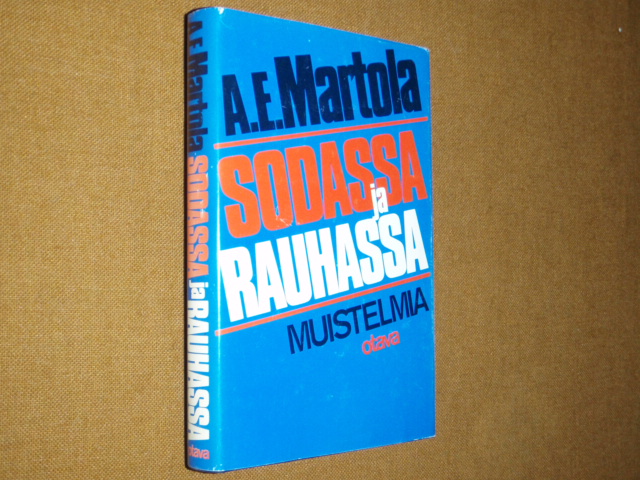 A.E. Martola SODASSA ja RAUHASSA otava
A.E. Martola
SODASSA
ja
RAUHASSA
MUISTELMIA
otava